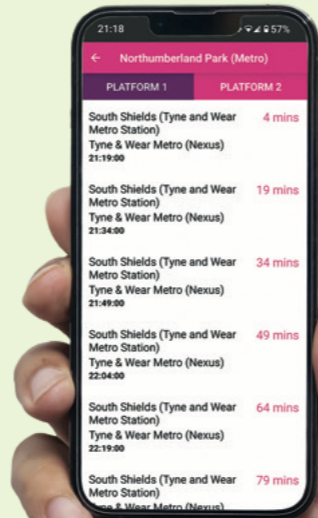 21:18 57%
← Northumberland Park (Metro)
PLATFORM 1 PLATFORM 2
South Shields (Tyne and Wear 4 mins
Metro Station)
Tyne & Wear Metro (Nexus)
21:19:00
South Shields (Tyne and Wear 19 mins
Metro Station)
Tyne & Wear Metro (Nexus)
21:34:00
South Shields (Tyne and Wear 34 mins
Metro Station)
Tyne & Wear Metro (Nexus)
21:49:00
South Shields (Tyne and Wear 49 mins
Metro Station)
Tyne & Wear Metro (Nexus)
22:04:00
South Shields (Tyne and Wear 64 mins
Metro Station)
Tyne & Wear Metro (Nexus)
22:19:00
South Shields (Tyne and Wear 79 mins
Metro Station)
Tyne & Wear Metro (Nexus)